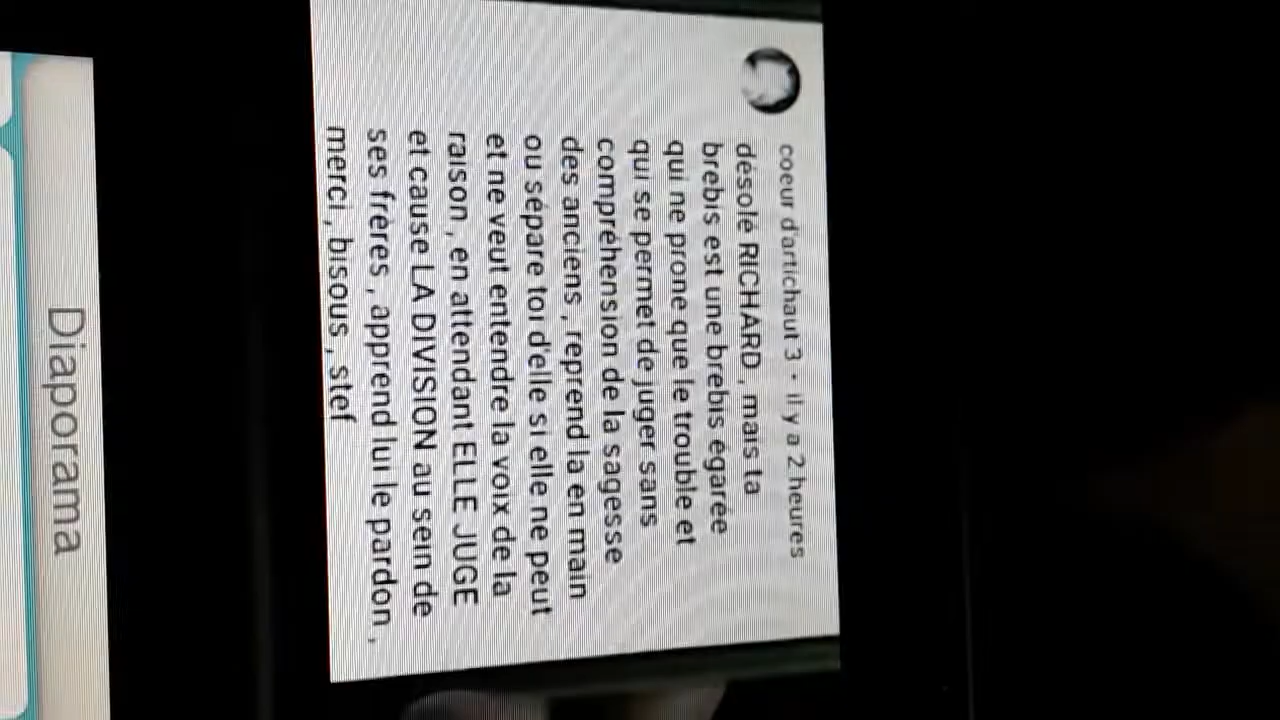 coeur d'artichaut 3 • il y a 2 heures
désolé RICHARD , mais ta
brebis est une brebis égarée
qui ne prone que le trouble et
qui se permet de juger sans
compréhension de la sagesse
des anciens , reprend la en main
ou sépare toi d'elle si elle ne peut
et ne veut entendre la voix de la
raison , en attendant ELLE JUGE
et cause LA DIVISION au sein de
ses frères , apprend lui le pardon ,
merci , bisous , stef
Diaporama